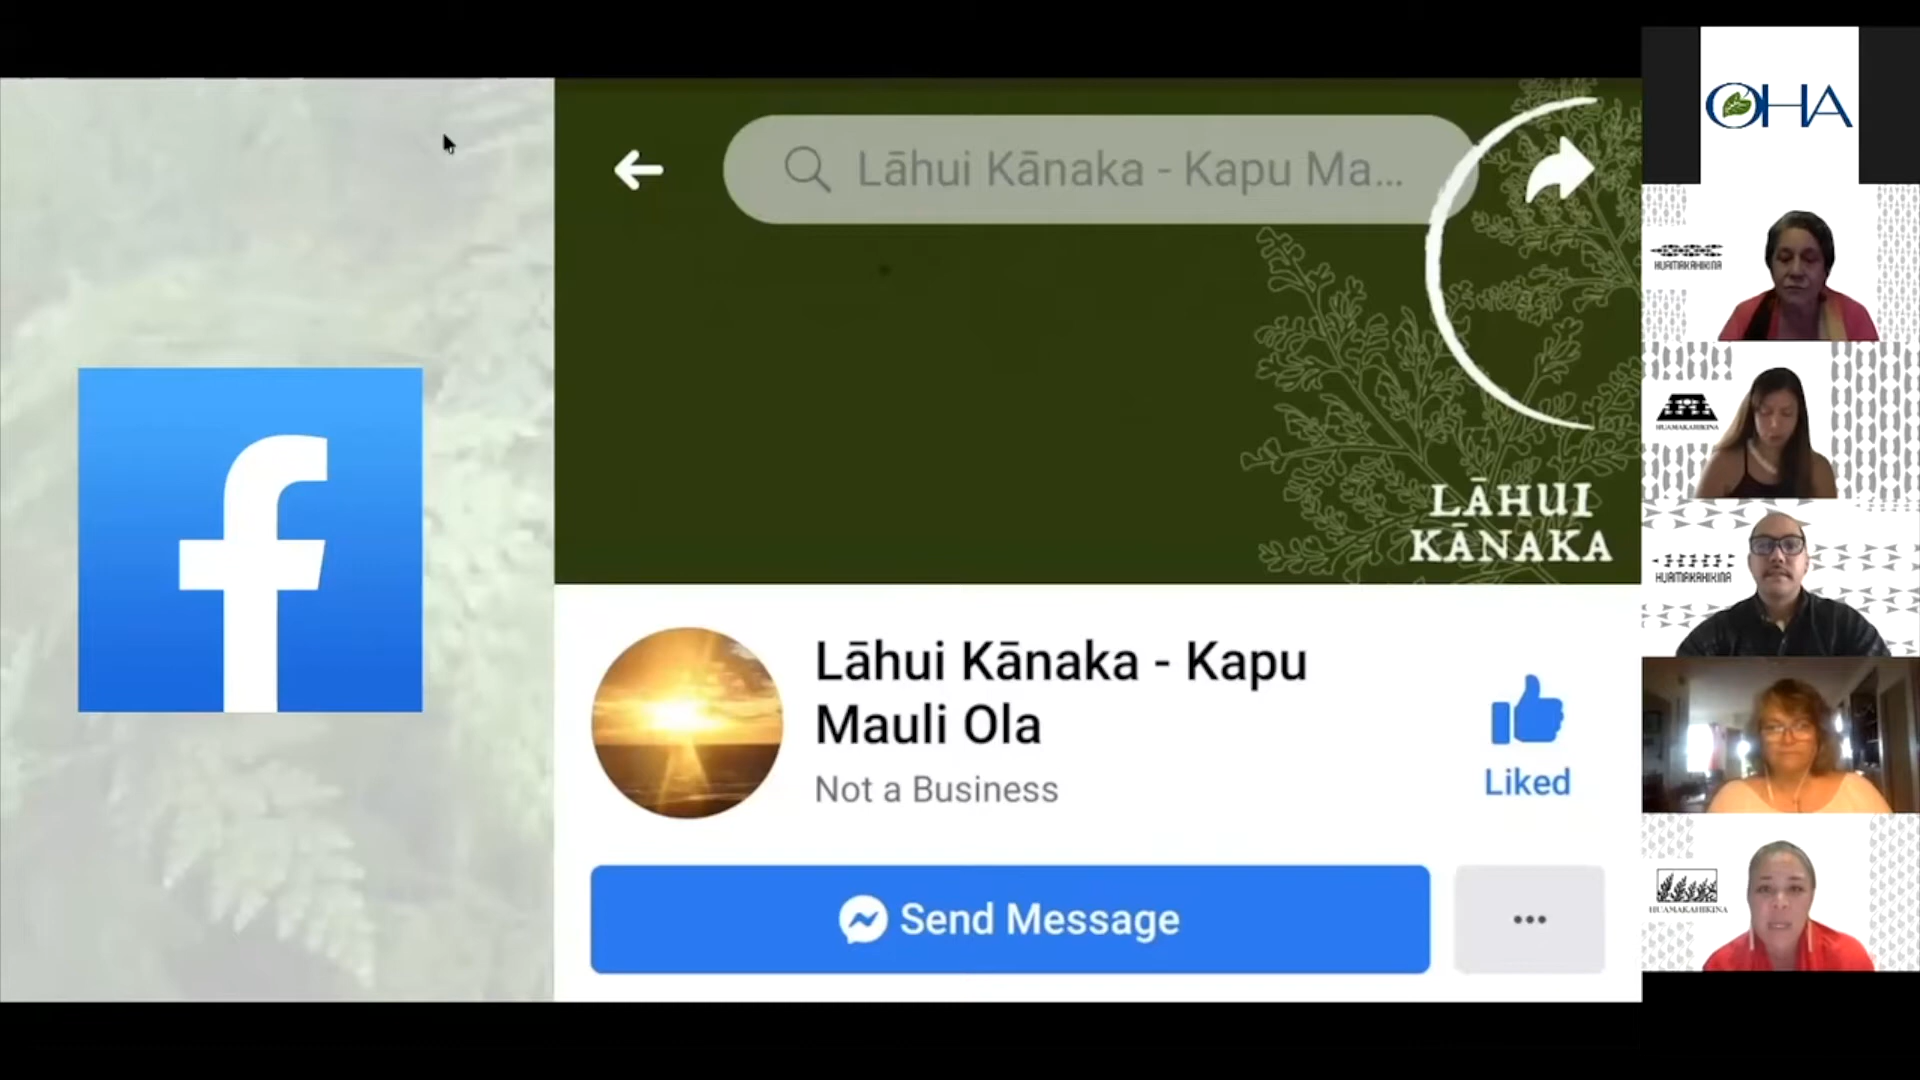 Lāhui Kānaka - Kapu Ma...
LĀHUI
KĀNAKA
Lāhui Kānaka - Kapu
Mauli Ola
Not a Business
Liked
Send Message
...
OHA
HUAMAKAHIKINA
HUAMAKAHIKINA
HUAMAKAHIKINA
HUAMAKAHIKINA